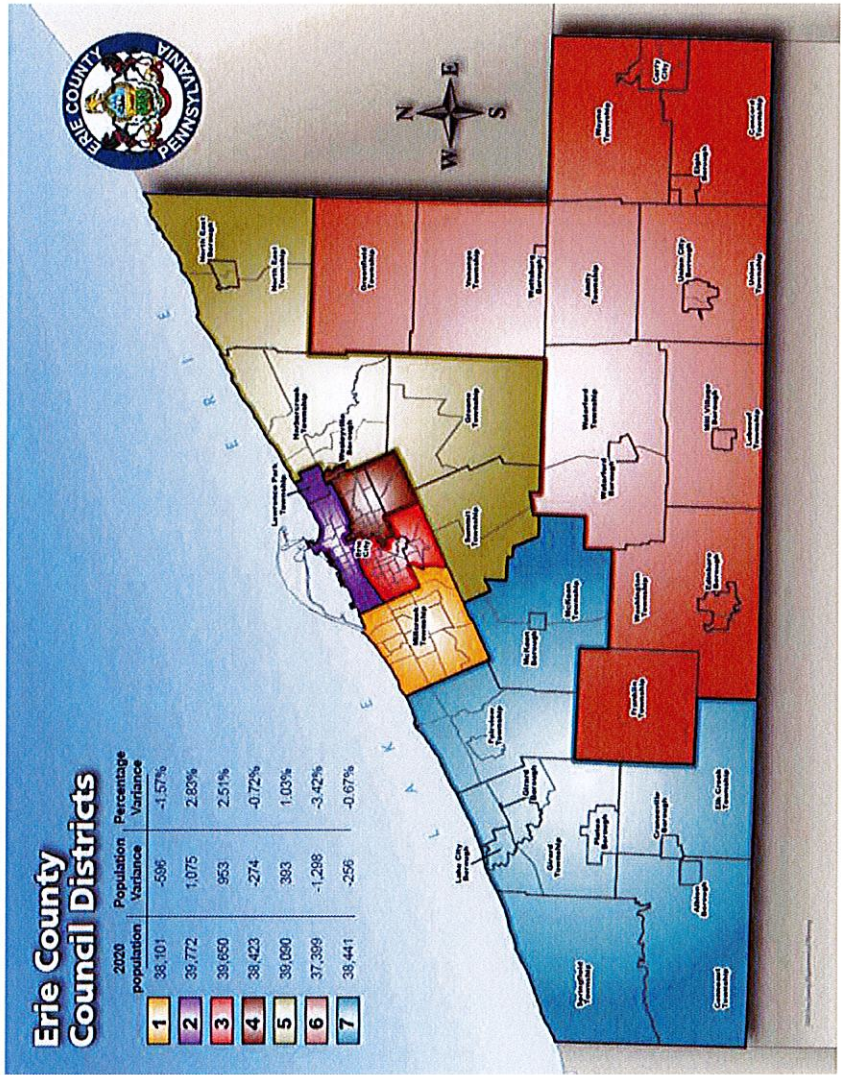 Erie County
Council Districts
2020 population Population Variance Percentage Variance
1 38,101 -596 -1.57%
2 39,772 1,075 2.83%
3 39,650 953 2.51%
4 38,423 -274 -0.72%
5 39,090 393 1.03%
6 37,399 -1,298 -3.42%
7 38,441 -256 -0.67%
ERIE COUNTY
PENNSYLVANIA
N
W E
S
LAKE ERIE
North East Borough
North East Township
Harborcreek Township
Wesleyville Borough
Lawrence Park Township
Erie City
Millcreek Township
Greene Township
Summit Township
Greenfield Township
Venango Township
Wattsburg Borough
Amity Township
Wayne Township
Corry City
Elgin Borough
Concord Township
Union City Borough
Union Township
Waterford Township
Waterford Borough
Mill Village Borough
Leboeuf Township
McKean Township
McKean Borough
Washington Township
Edinboro Borough
Franklin Township
Fairview Township
Girard Borough
Lake City Borough
Girard Township
Platea Borough
Cranesville Borough
Elk Creek Township
Albion Borough
Springfield Township
Conneaut Township